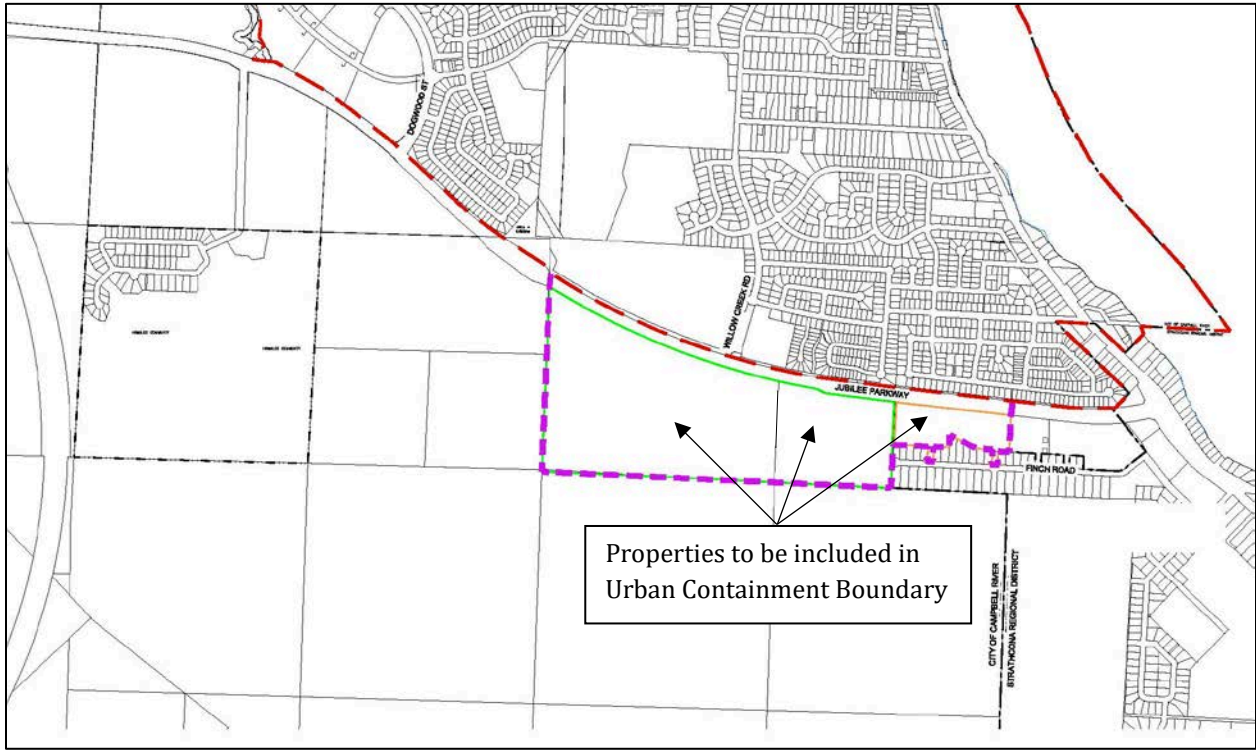 DOGWOOD ST
WILLOW CREEK RD
JUBILEE PARKWAY
FINCH ROAD
Properties to be included in
Urban Containment Boundary
CITY OF CAMPBELL RIVER
STRATHCONA REGIONAL DISTRICT